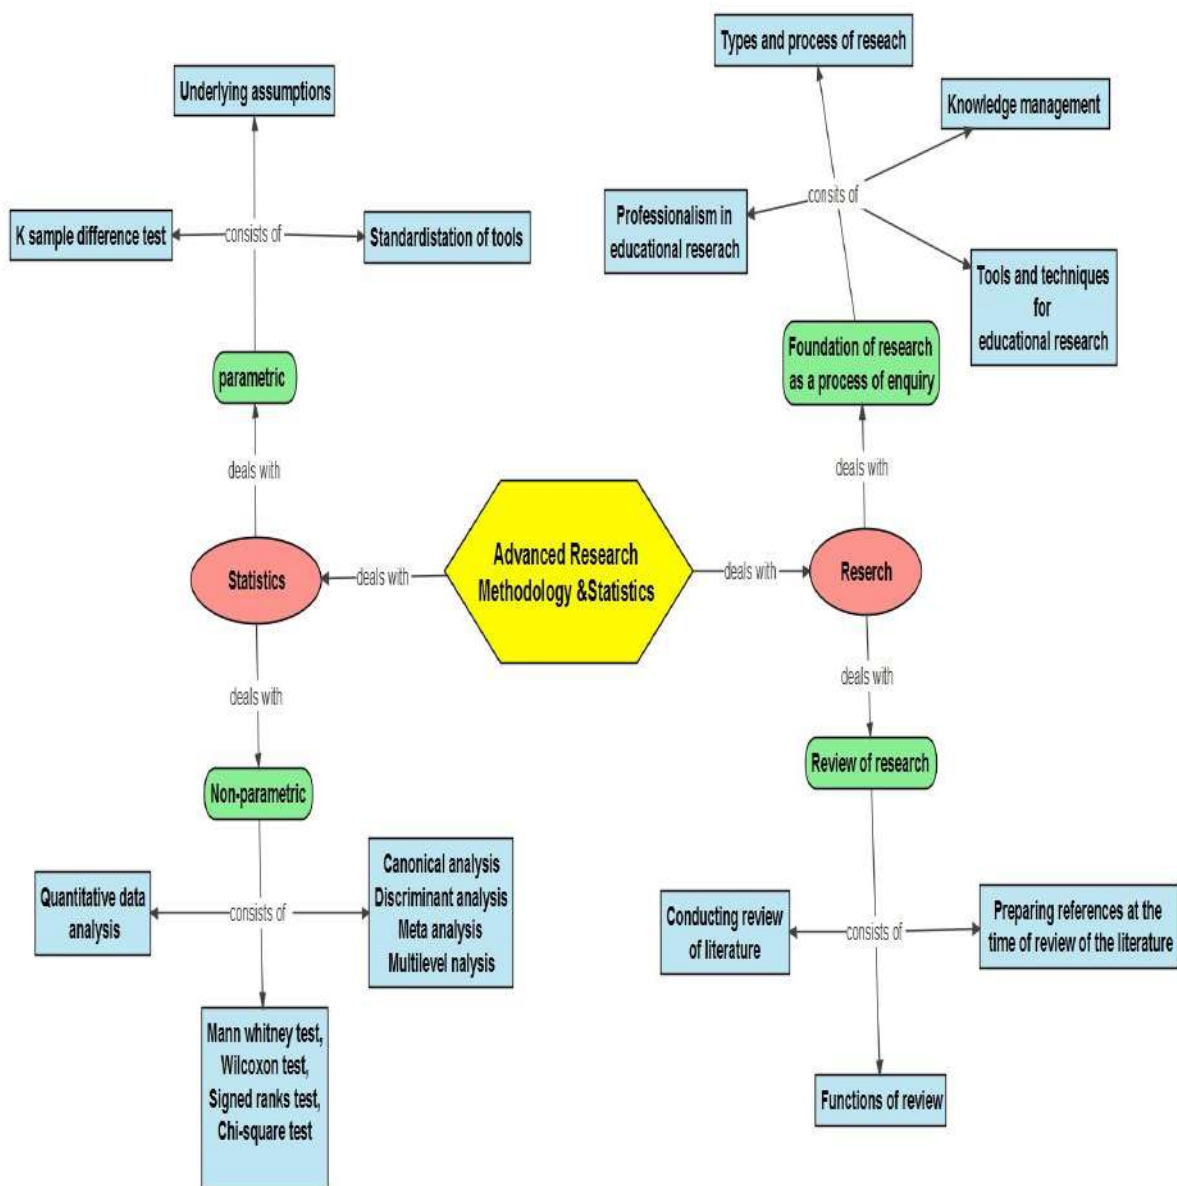 Types and process of reseach
Underlying assumptions
Knowledge management
consits of
Professionalism in
educational reserach
K sample difference test
consists of
Standardistation of tools
Tools and techniques
for
educational research
Foundation of research
as a process of enquiry
parametric
deals with
deals with
Advanced Research
Methodology &Statistics
Statistics
deals with
deals with
Reserch
deals with
deals with
Review of research
Non-parametric
Quantitative data
analysis
consists of
Canonical analysis
Discriminant analysis
Meta analysis
Multilevel nalysis
Conducting review
of literature
consists of
Preparing references at the
time of review of the literature
Mann whitney test,
Wilcoxon test,
Signed ranks test,
Chi-square test
Functions of review